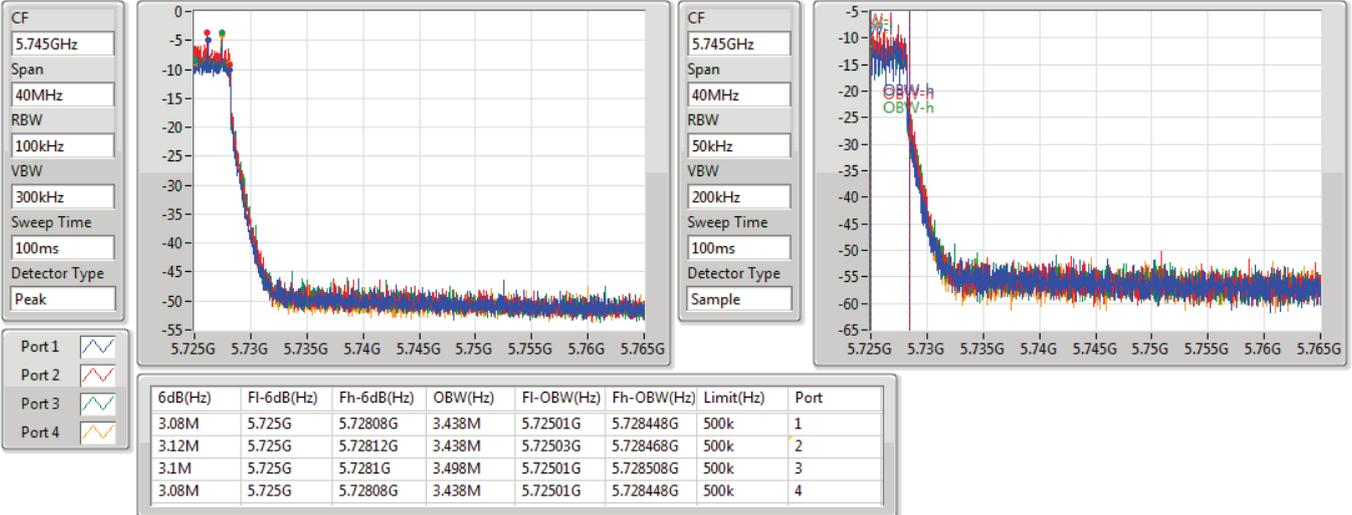 CF
5.745GHz
Span
40MHz
RBW
100kHz
VBW
300kHz
Sweep Time
100ms
Detector Type
Peak
0
-5
-10
-15
-20
-25
-30
-35
-40
-45
-50
-55
5.725G 5.73G 5.735G 5.74G 5.745G 5.75G 5.755G 5.76G 5.765G
CF
5.745GHz
Span
40MHz
RBW
50kHz
VBW
200kHz
Sweep Time
100ms
Detector Type
Sample
-5
-10
-15
-20
-25
-30
-35
-40
-45
-50
-55
-60
-65
OBW-h
OBW-h
OBW-h
5.725G 5.73G 5.735G 5.74G 5.745G 5.75G 5.755G 5.76G 5.765G
Port 1
Port 2
Port 3
Port 4
6dB(Hz) Fl-6dB(Hz) Fh-6dB(Hz) OBW(Hz) Fl-OBW(Hz) Fh-OBW(Hz) Limit(Hz) Port
3.08M 5.725G 5.72808G 3.438M 5.72501G 5.728448G 500k 1
3.12M 5.725G 5.72812G 3.438M 5.72503G 5.728468G 500k 2
3.1M 5.725G 5.7281G 3.498M 5.72501G 5.728508G 500k 3
3.08M 5.725G 5.72808G 3.438M 5.72501G 5.728448G 500k 4